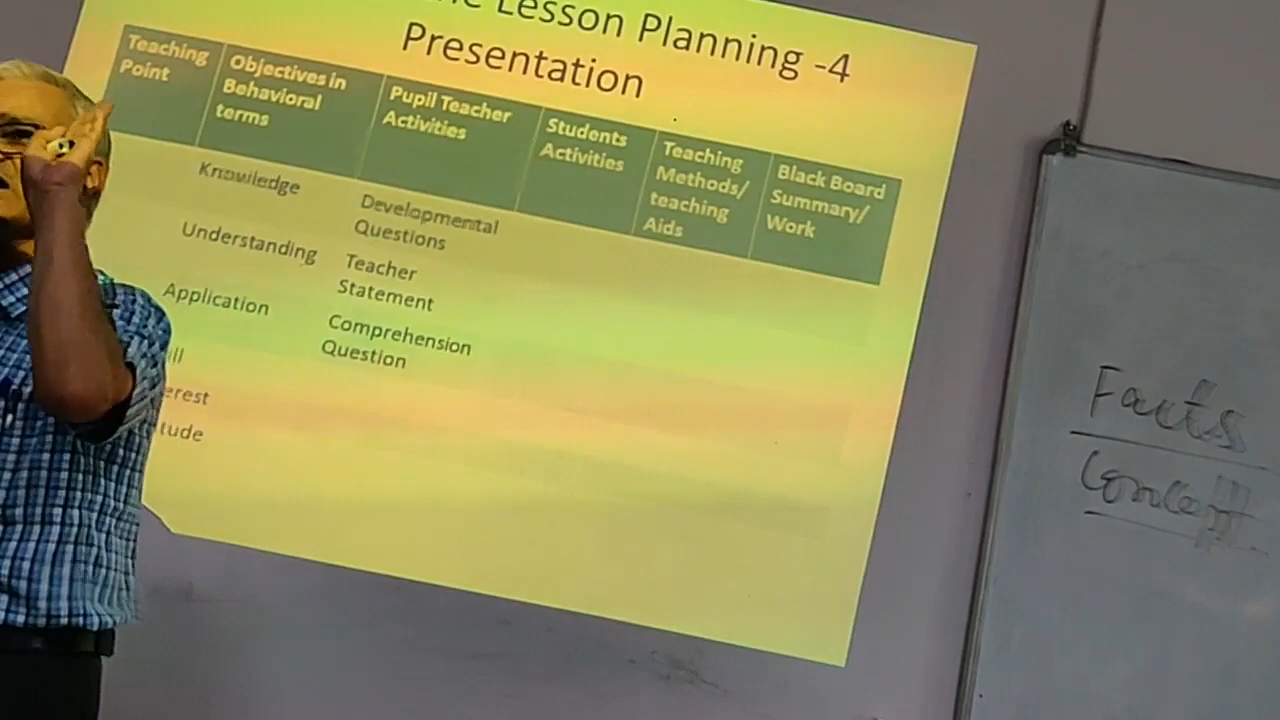 Lesson Planning -4
Presentation
Teaching
Point
Objectives in
Behavioral
terms
Pupil Teacher
Activities
Students
Activities
Teaching
Methods/
teaching
Aids
Black Board
Summary/
Work
Knowledge
Understanding
Application
Developmental
Questions
Teacher
Statement
Comprehension
Question
Facts
Concept